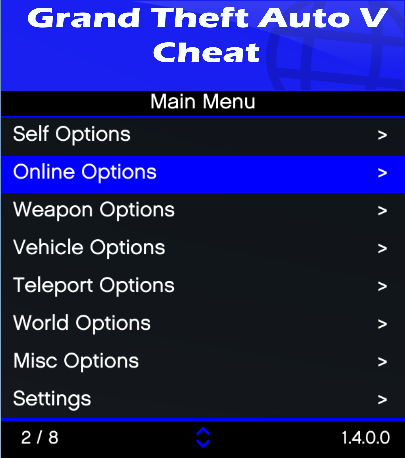 Grand Theft Auto V
Cheat
Main Menu
Self Options >
Online Options >
Weapon Options >
Vehicle Options >
Teleport Options >
World Options >
Misc Options >
Settings >
2 / 8 1.4.0.0